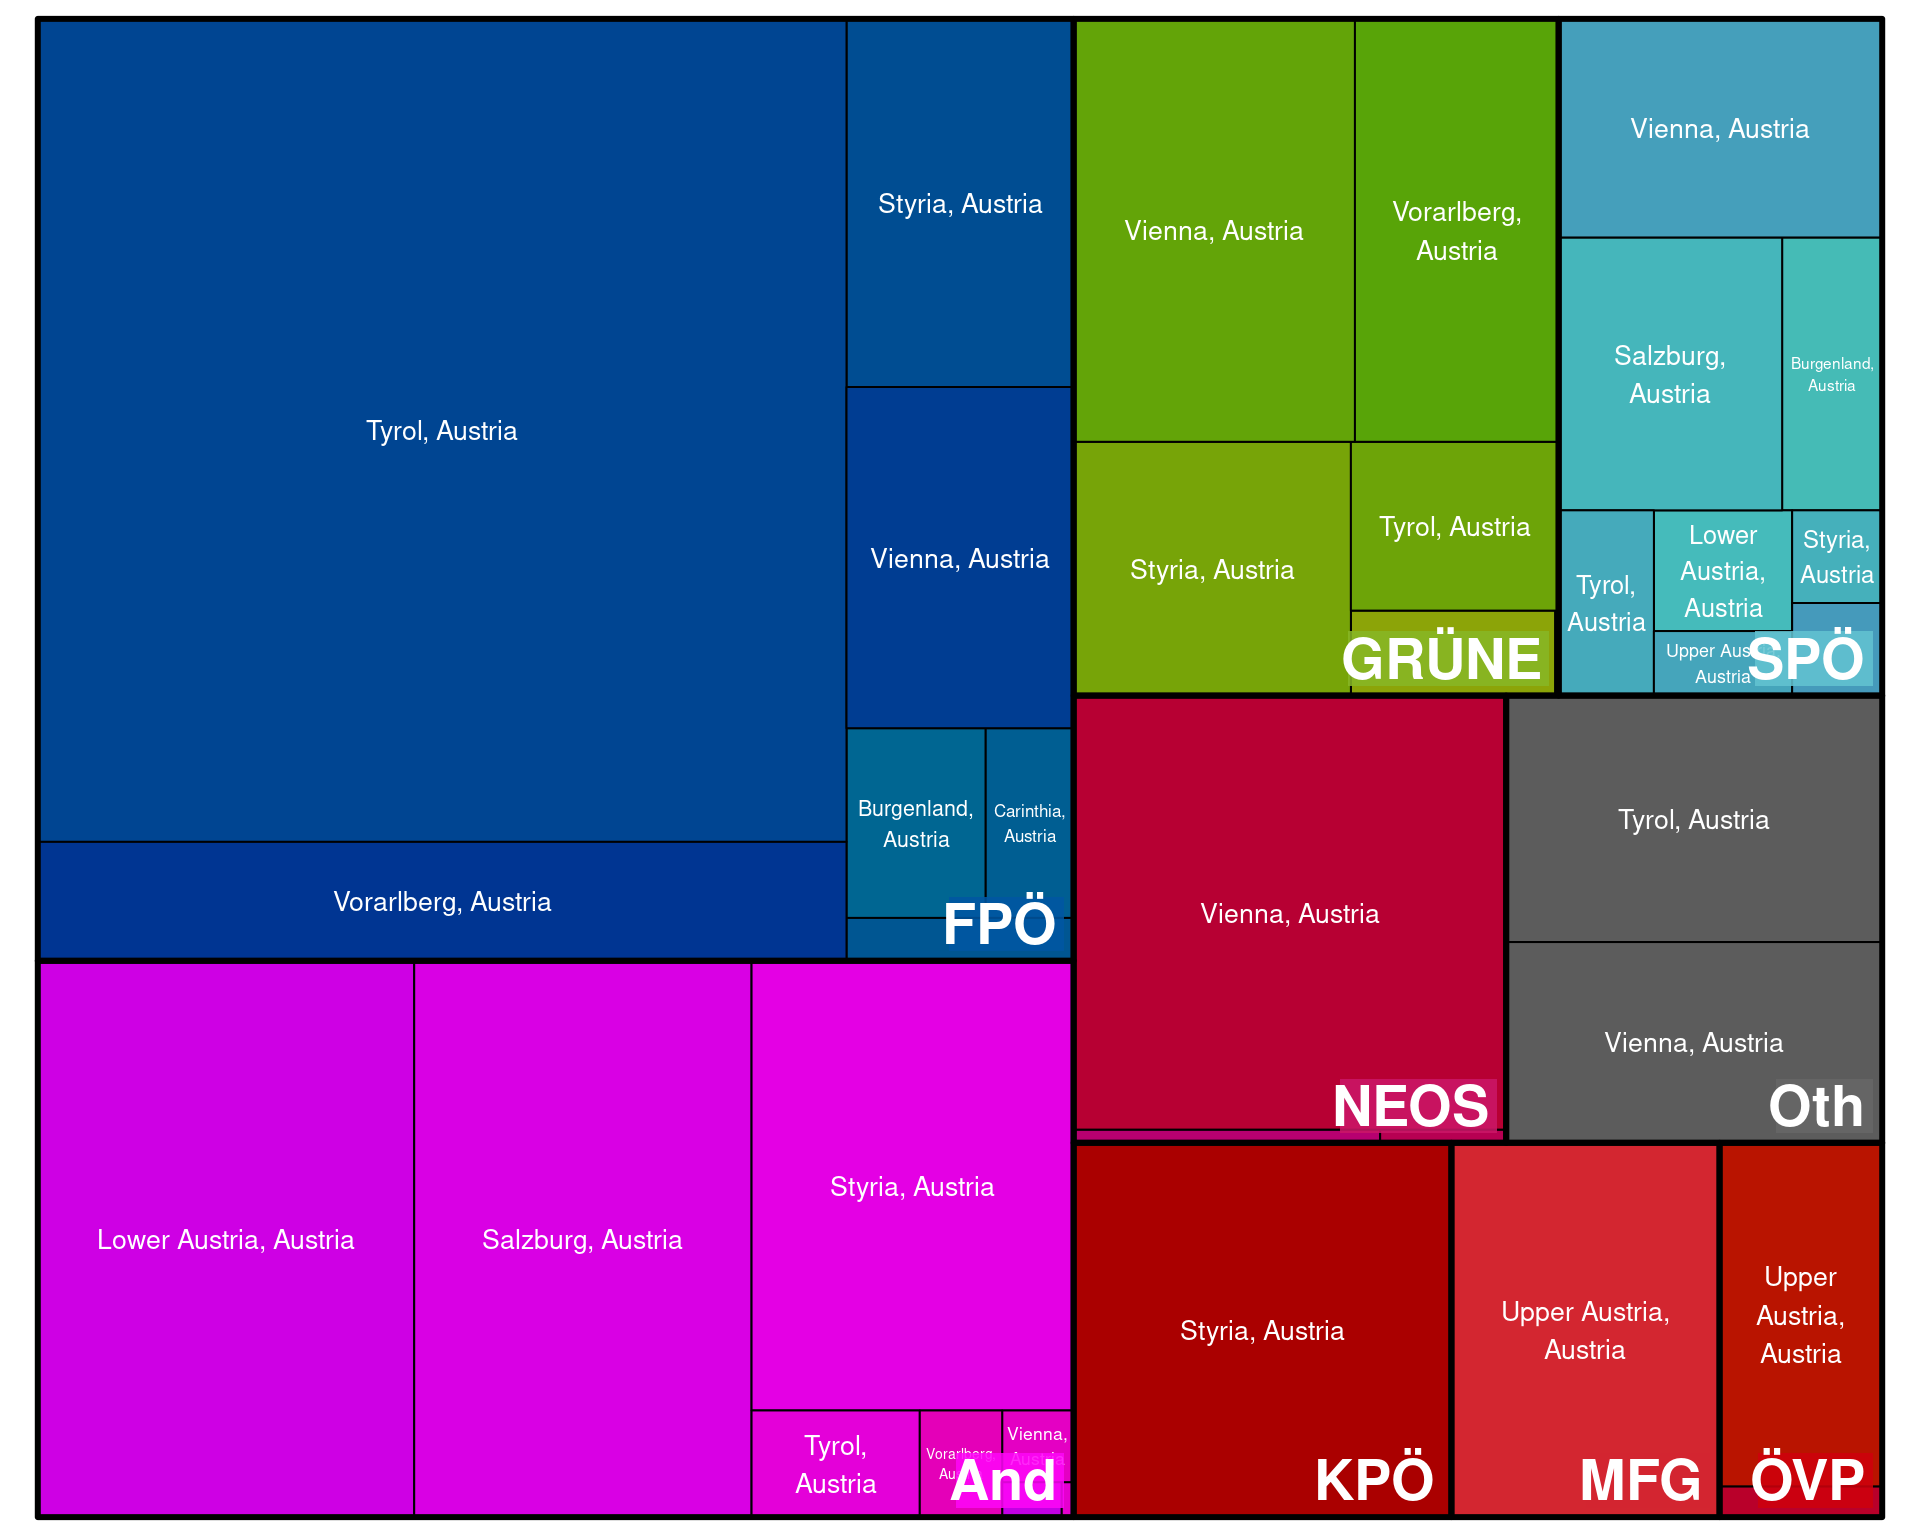 Tyrol, Austria
Styria, Austria
Vienna, Austria
Burgenland,
Austria
Carinthia,
Austria
Vorarlberg, Austria
FPÖ
Vienna, Austria
Vorarlberg,
Austria
Styria, Austria
Tyrol, Austria
GRÜNE
Vienna, Austria
Salzburg,
Austria
Burgenland,
Austria
Tyrol,
Austria
Lower
Austria,
Austria
Styria,
Austria
Upper
Austria
SPÖ
Vienna, Austria
NEOS
Tyrol, Austria
Vienna, Austria
Oth
Lower Austria, Austria
Salzburg, Austria
Styria, Austria
Tyrol,
Austria
Vorarlberg,
Vienna,
Austria
And
Styria, Austria
KPÖ
Upper Austria,
Austria
MFG
Upper
Austria,
Austria
ÖVP